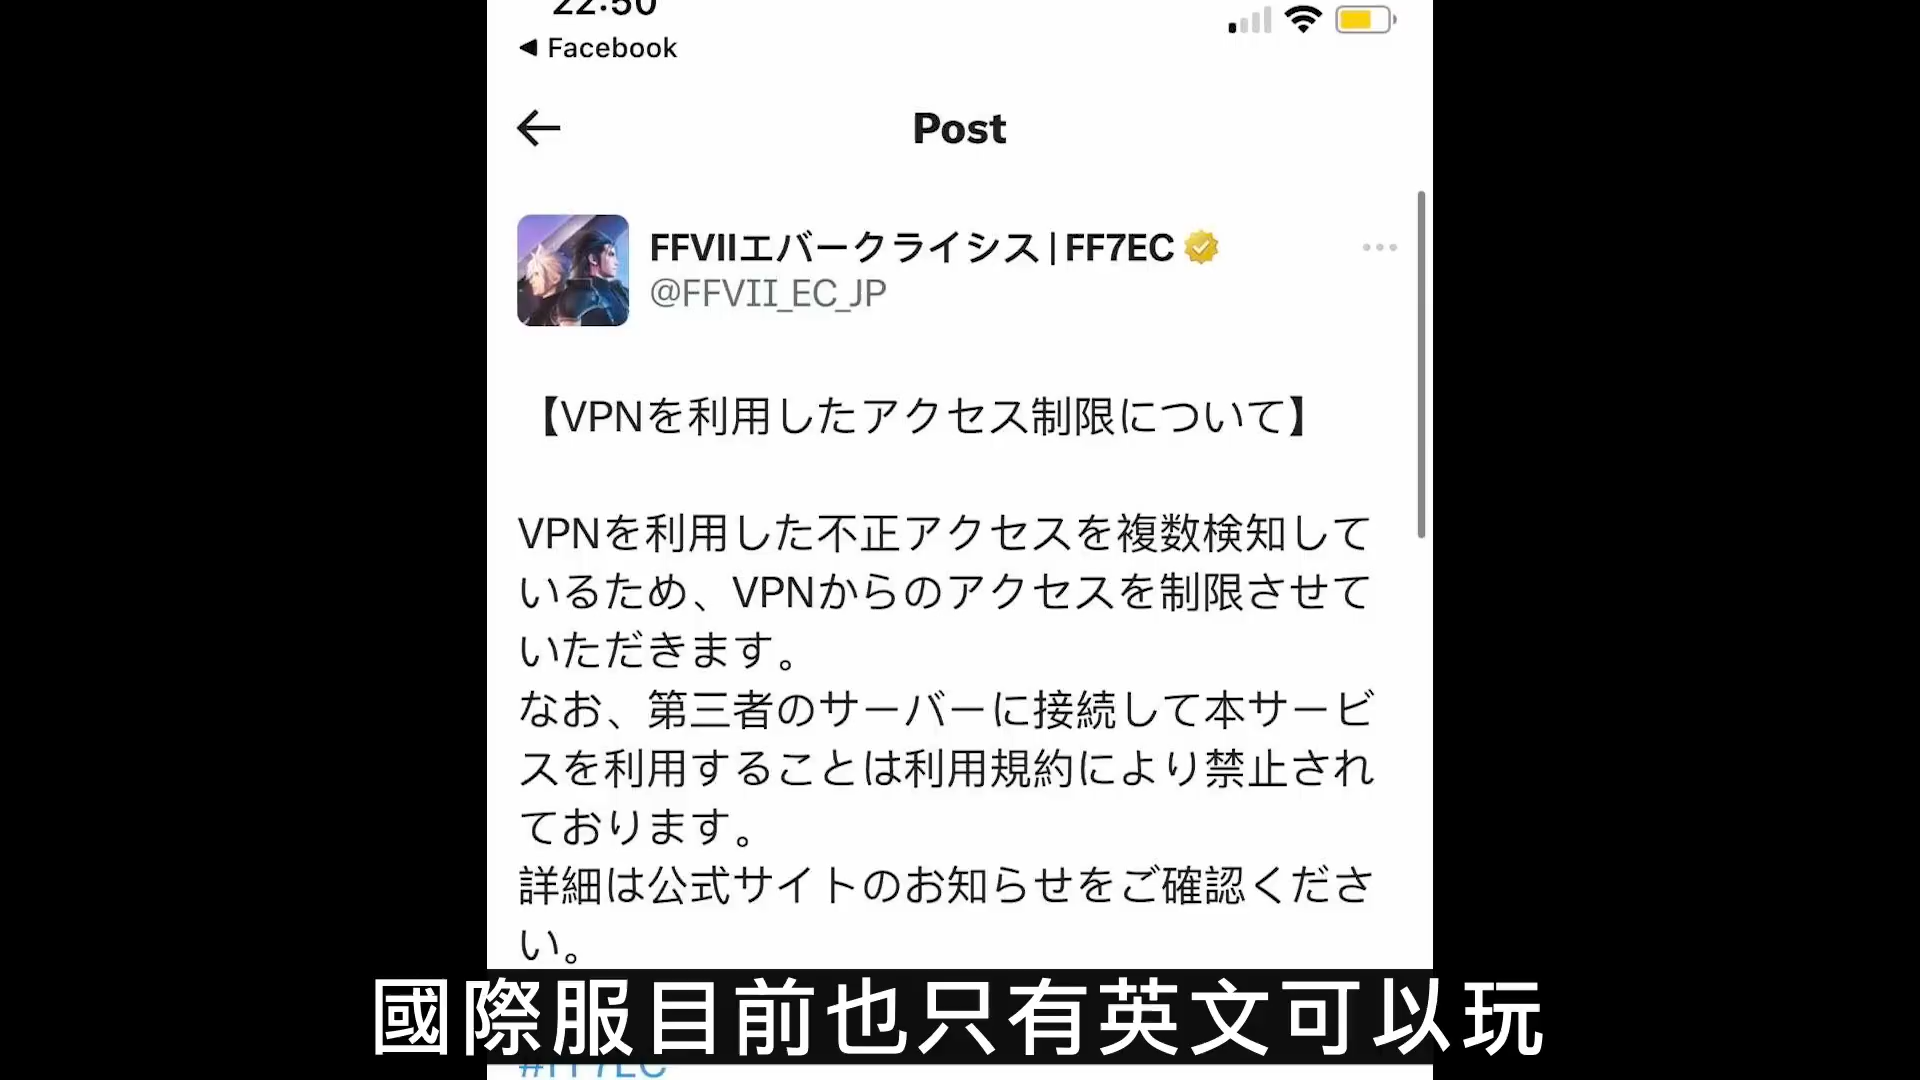 22:50
◀ Facebook
Post
FFVIIエバークライシス|FF7EC
@FFVII_EC_JP
【VPNを利用したアクセス制限について】
VPNを利用した不正アクセスを複数検知して
いるため、VPNからのアクセスを制限させて
いただきます。
なお、第三者のサーバーに接続して本サービ
スを利用することは利用規約により禁止され
ております。
詳細は公式サイトのお知らせをご確認くださ
い。
國際服目前也只有英文可以玩
#FF7EC